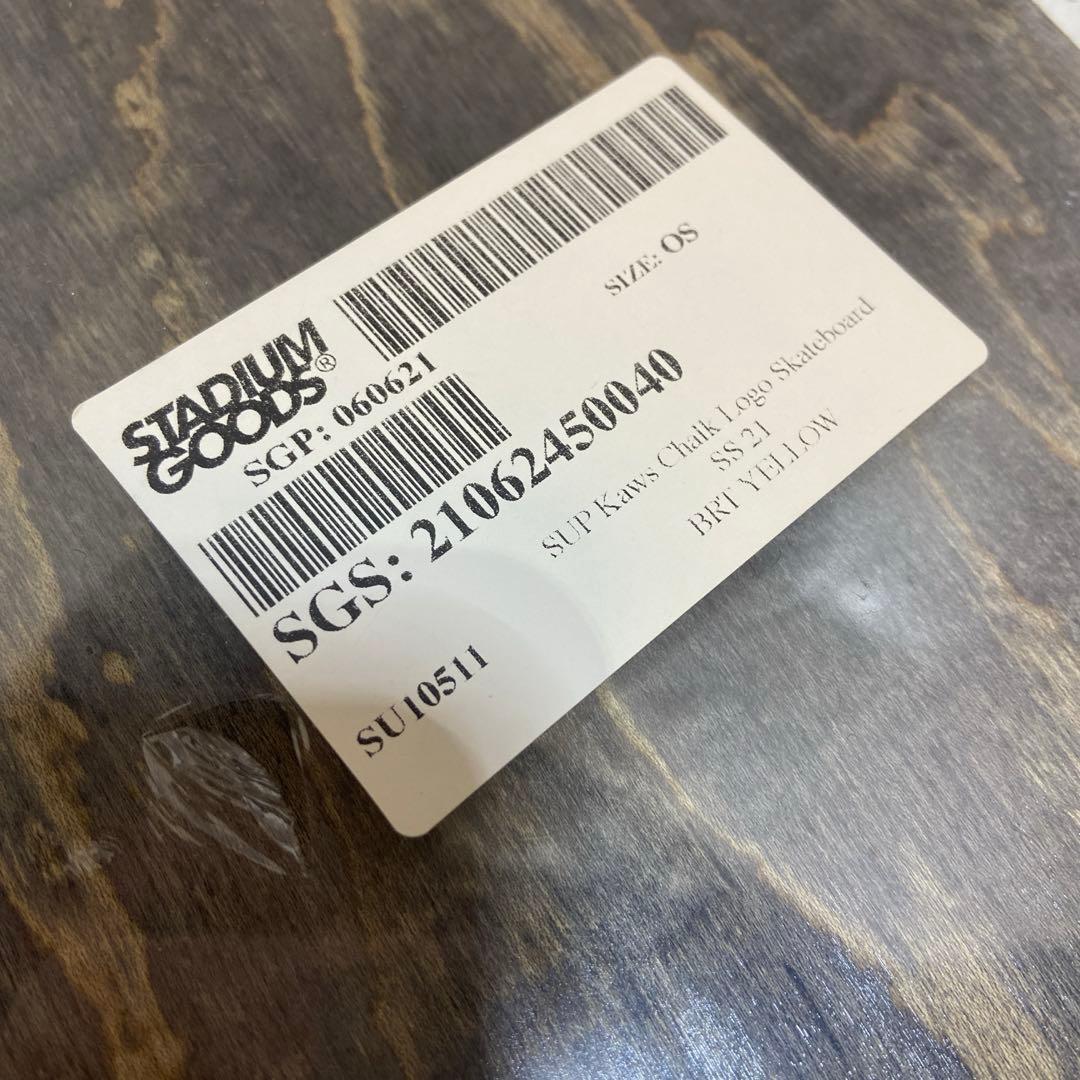 STADIUM
GOODS®
SGP: 060621
SIZE: OS
SGS: 21062450040
SUP Kaws Chalk Logo Skateboard
SS 21
BRT YELLOW
SU10511